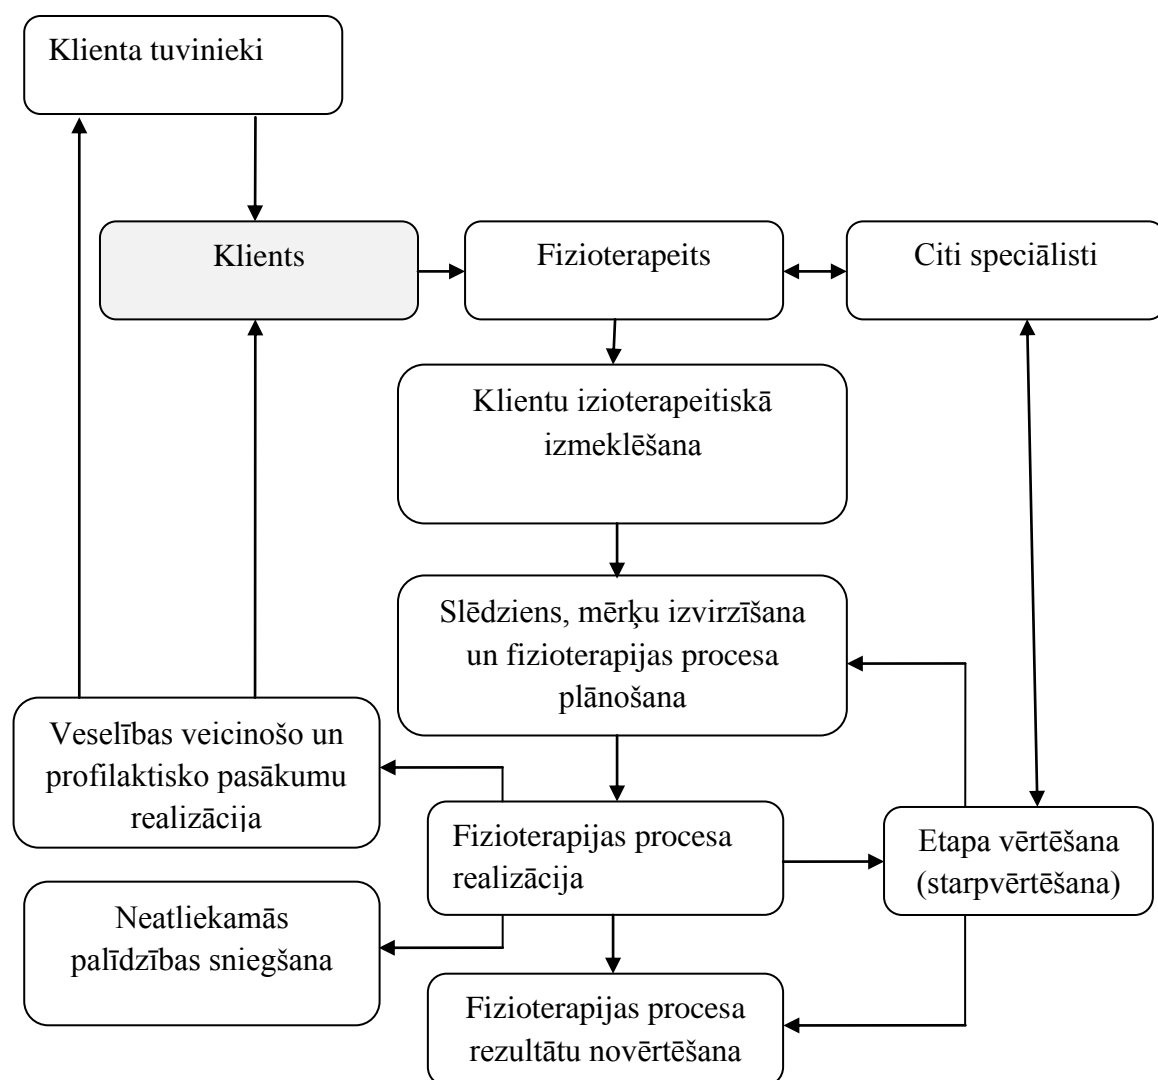 Klienta tuvinieki
Klients
Fizioterapeits
Citi speciālisti
Klientu izioterapeitiskā
izmeklēšana
Slēdziens, mērķu izvirzīšana
un fizioterapijas procesa
plānošana
Veselības veicinošo un
profilaktisko pasākumu
realizācija
Fizioterapijas procesa
realizācija
Etapa vērtēšana
(starpvērtēšana)
Neatliekamās
palīdzības sniegšana
Fizioterapijas procesa
rezultātu novērtēšana